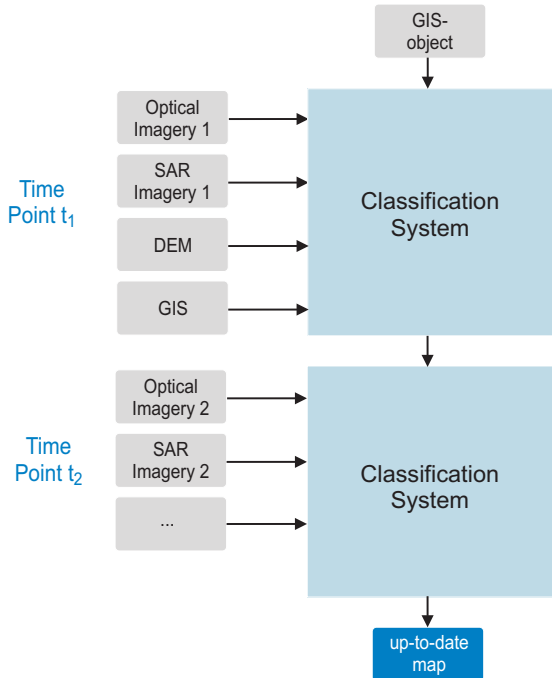 GIS-
object
Optical
Imagery 1
SAR
Imagery 1
Time
Point t₁
DEM
GIS
Classification
System
Optical
Imagery 2
SAR
Imagery 2
Time
Point t₂
...
Classification
System
up-to-date
map